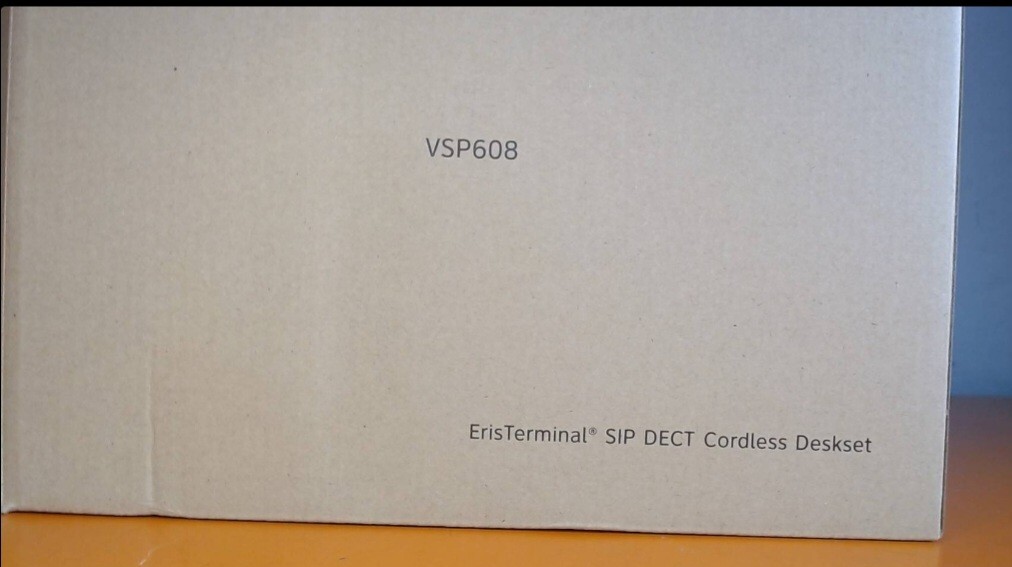 VSP608
ErisTerminal® SIP DECT Cordless Deskset